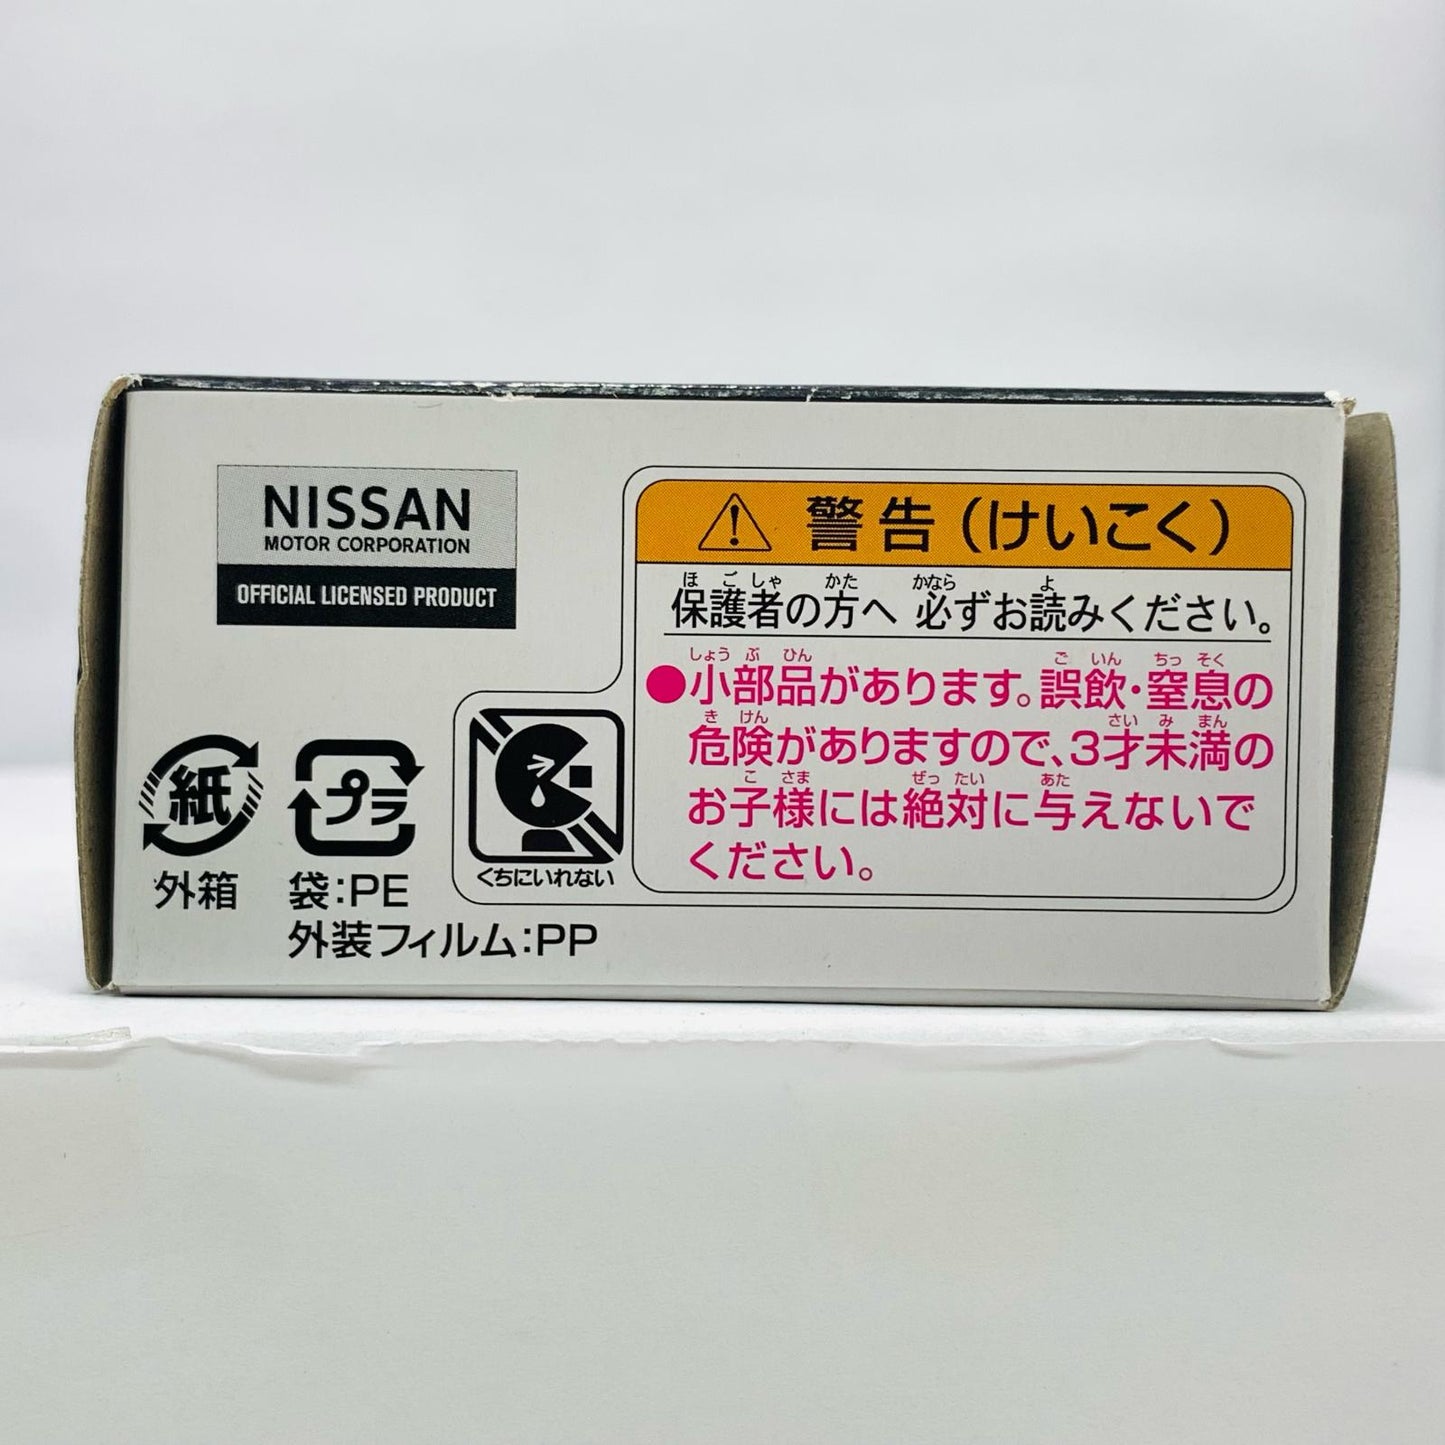 NISSAN
MOTOR CORPORATION
OFFICIAL LICENSED PRODUCT
紙
外箱
プラ
袋:PE
外装フィルム:PP
くちにいれない
警告(けいこく)
ほごしゃ かた かなら よ
保護者の方へ 必ずお読みください。
しょうぶひん ごいん ちっそく
●小部品があります。誤飲・窒息の
きけん さいみまん
危険がありますので、3才未満の
こさま ぜったい あた
お子様には絶対に与えないで
ください。